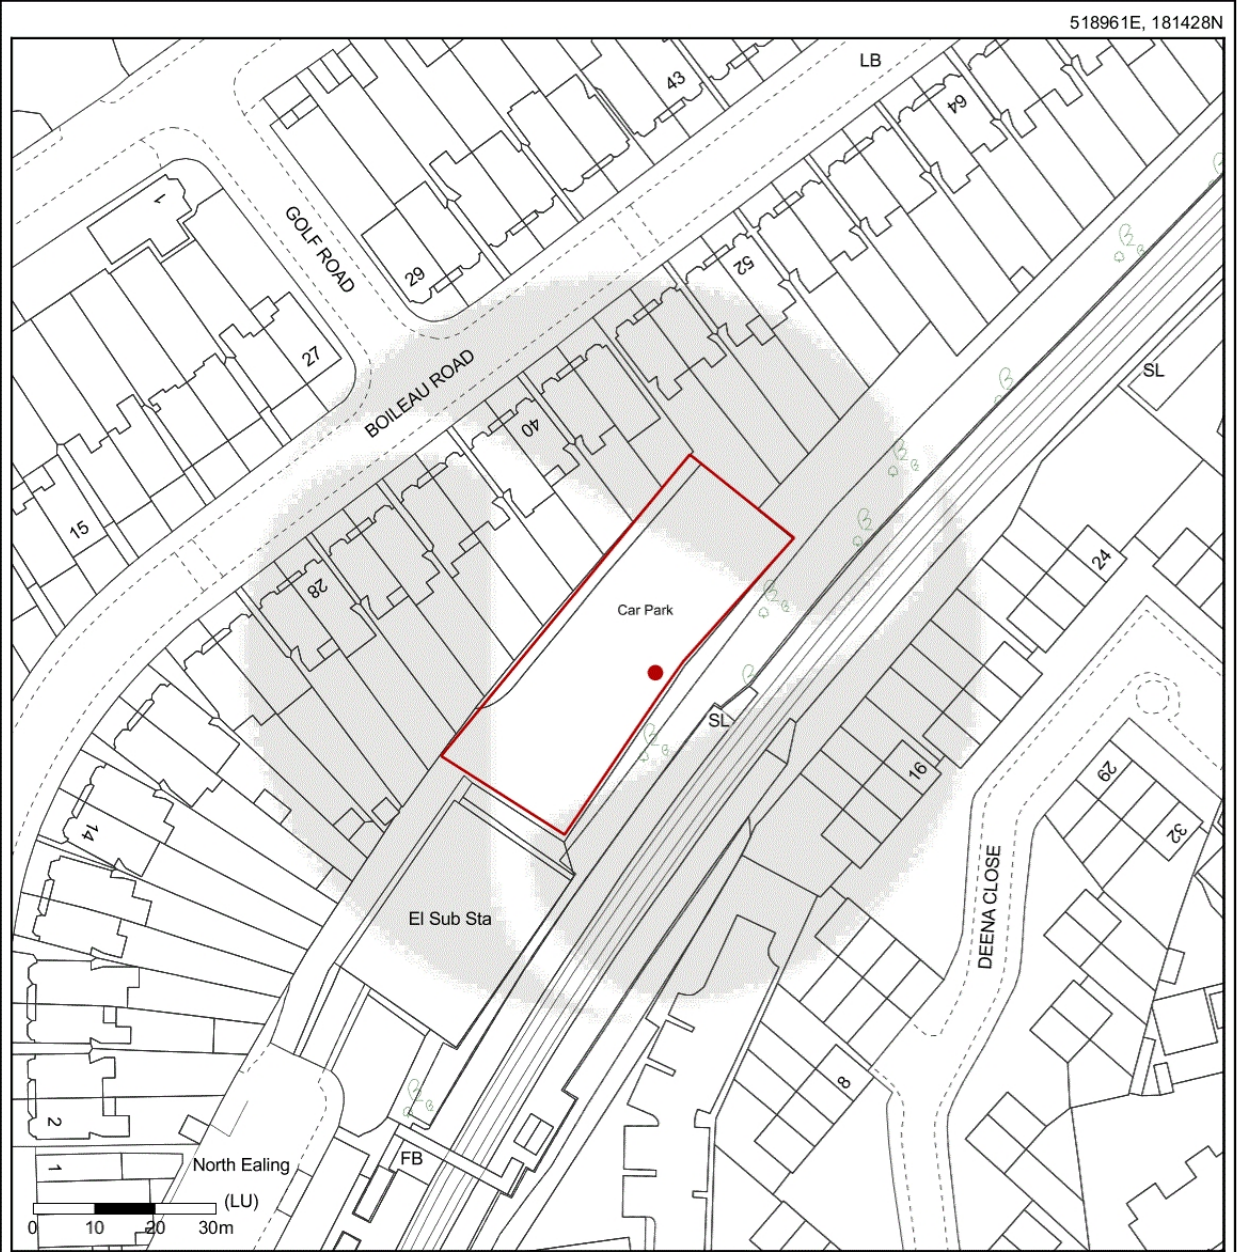 518961E, 181428N
LB
43
64
1
GOLF ROAD
29
52
27
BOILEAU ROAD
SL
40
15
28
24
Car Park
SL
16
29
32
14
El Sub Sta
DEENA CLOSE
8
2
FB
North Ealing
1
(LU)
0 10 20 30m